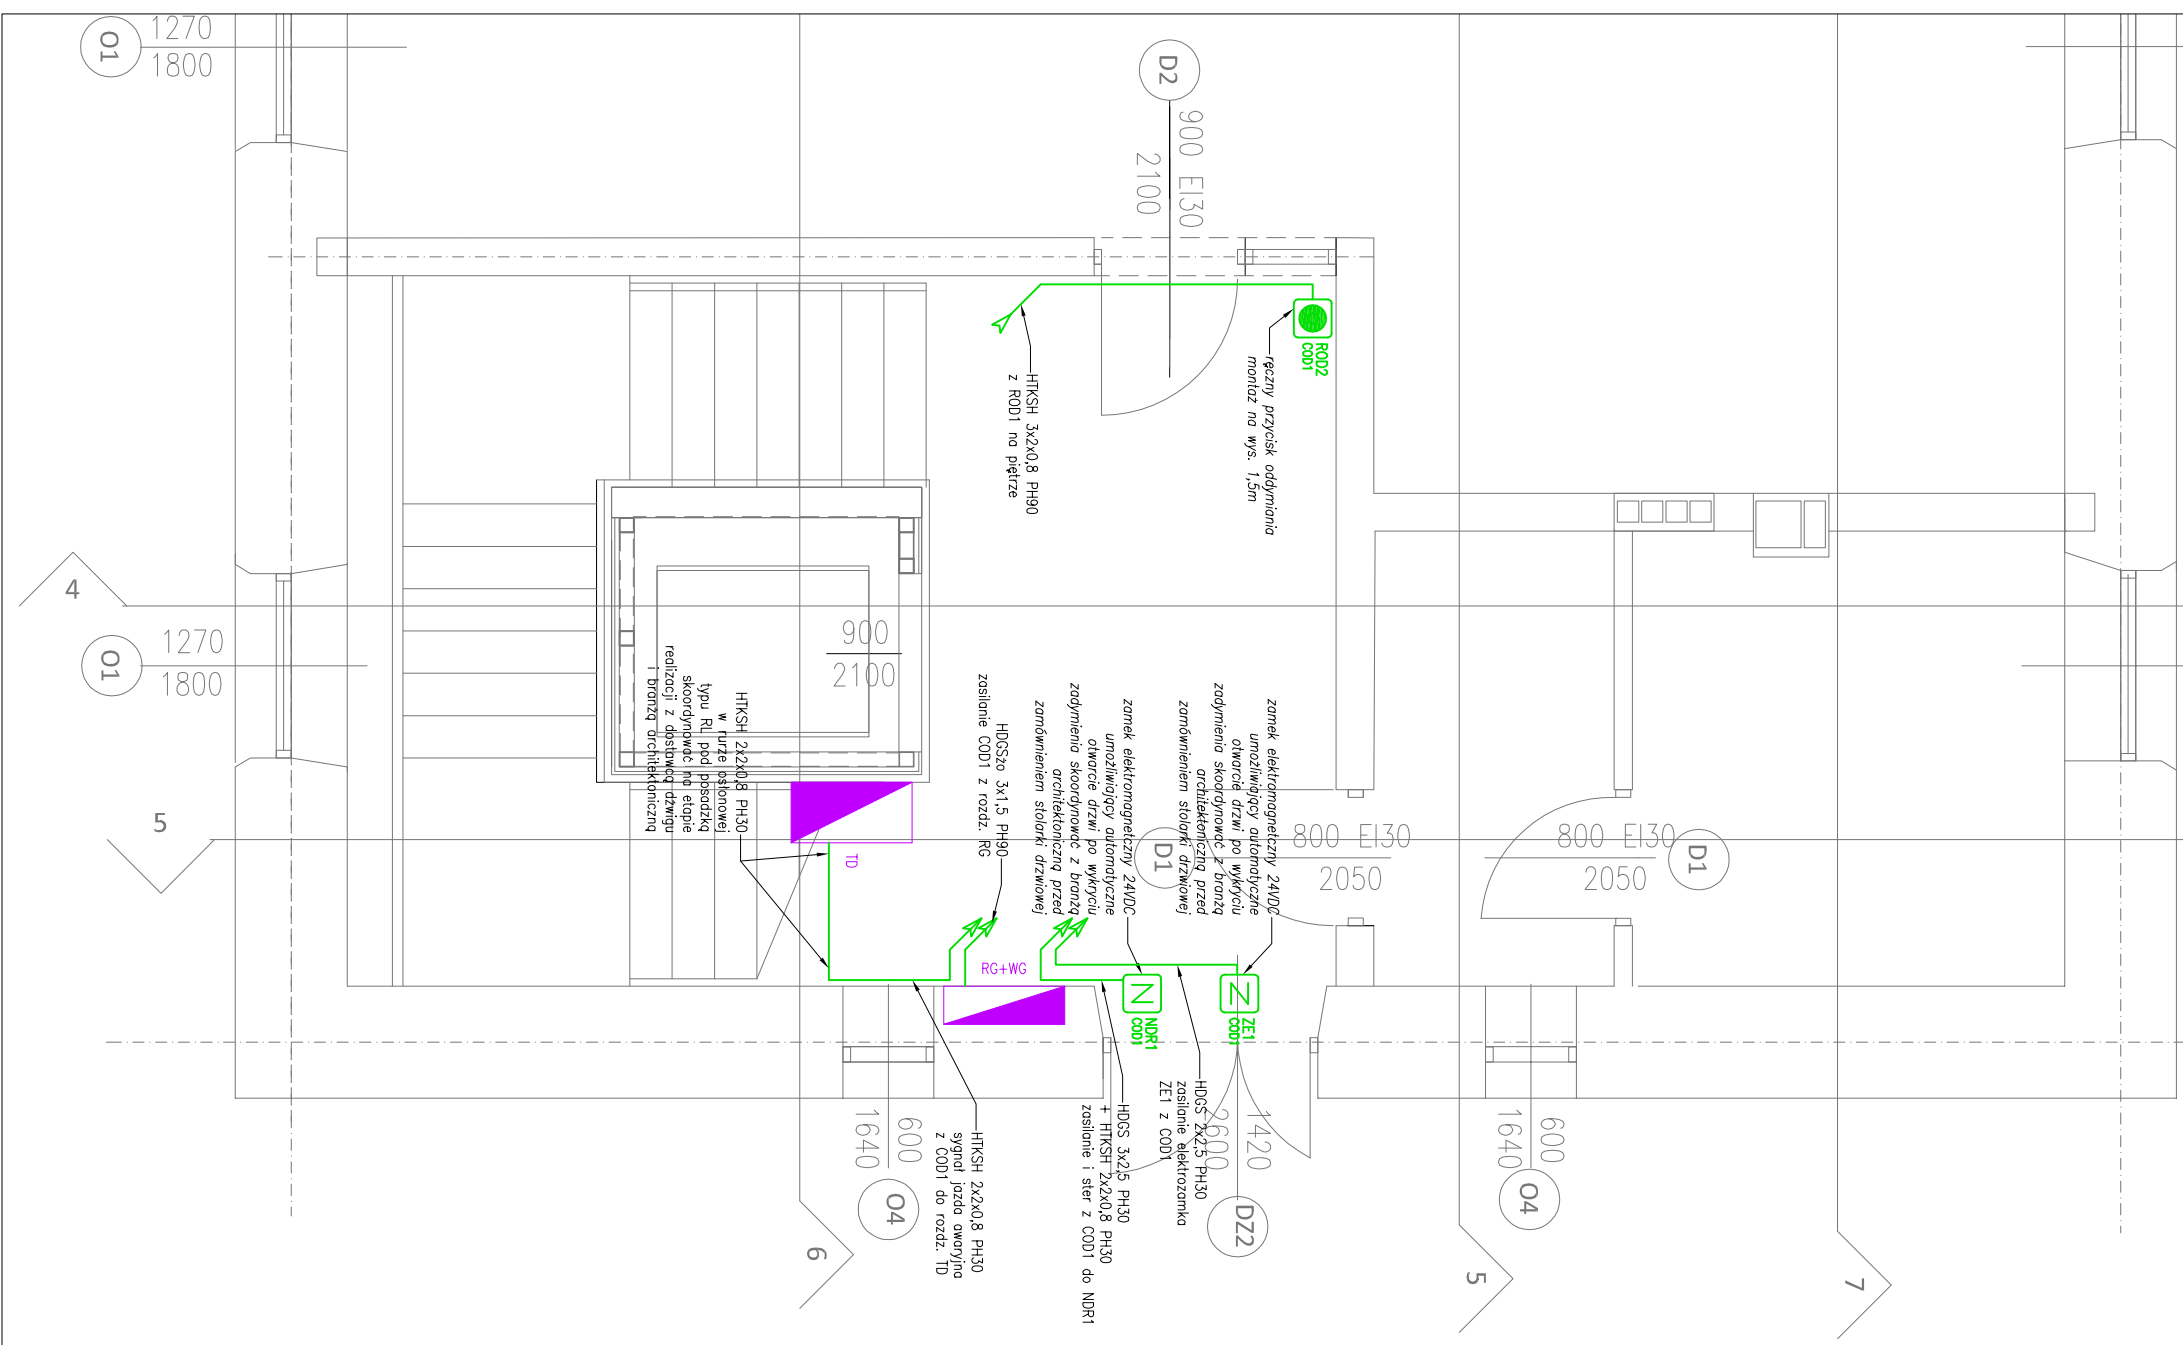 O1
1270
1800
D2
900 EI30
2100
ROD2
COD1
ręczny przycisk oddymiania
montaż na wys. 1,5m
HTKSH 3x2x0,8 PH90
z ROD1 na piętrze
4
O1
1270
1800
900
2100
5
HTKSH 2x2x0,8 PH30
w rurze osłonowej
typu RL pod posadzką
skoordynować na etapie
realizacji z dostawcą dźwigu
i branżą architektoniczną
TD
HDGSżo 3x1,5 PH90
zasilanie COD1 z rozdz. RG
zamek elektromagnetczny 24VDC
umożliwiający automatyczne
otwarcie drzwi po wykryciu
zadymienia skoordynować z branżą
architektoniczną przed
zamównieniem stolarki drzwiowej
zamek elektromagnetczny 24VDC
umożliwiający automatyczne
otwarcie drzwi po wykryciu
zadymienia skoordynować z branżą
architektoniczną przed
zamównieniem stolarki drzwiowej
D1
800 EI30
2050
800 EI30
2050
D1
RG+WG
NDR1
COD1
ZE1
COD1
HDGS 2x2,5 PH30
zasilanie elektrozamka
ZE1 z COD1
HDGS 3x2,5 PH30
+ HTKSH 2x2x0,8 PH30
zasilanie i ster z COD1 do NDR1
HTKSH 2x2x0,8 PH30
sygnał jazda awaryjna
z COD1 do rozdz. TD
600
1640
O4
1420
2600
DZ2
600
1640
O4
6
5
7